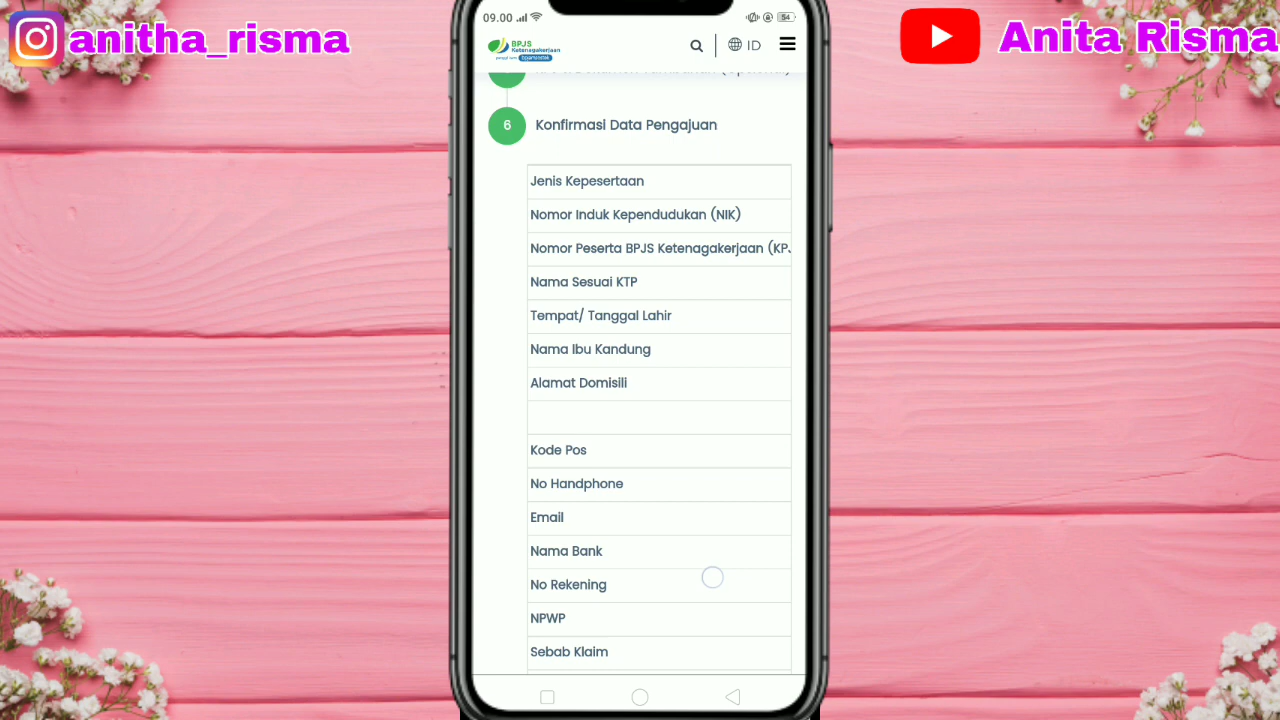 anitha_risma
Anita Risma
09.00
54
BPJS
Ketenagakerjaan
ID
6
Konfirmasi Data Pengajuan
Jenis Kepesertaan
Nomor Induk Kependudukan (NIK)
Nomor Peserta BPJS Ketenagakerjaan (KPJ
Nama Sesuai KTP
Tempat/ Tanggal Lahir
Nama Ibu Kandung
Alamat Domisili
Kode Pos
No Handphone
Email
Nama Bank
No Rekening
NPWP
Sebab Klaim